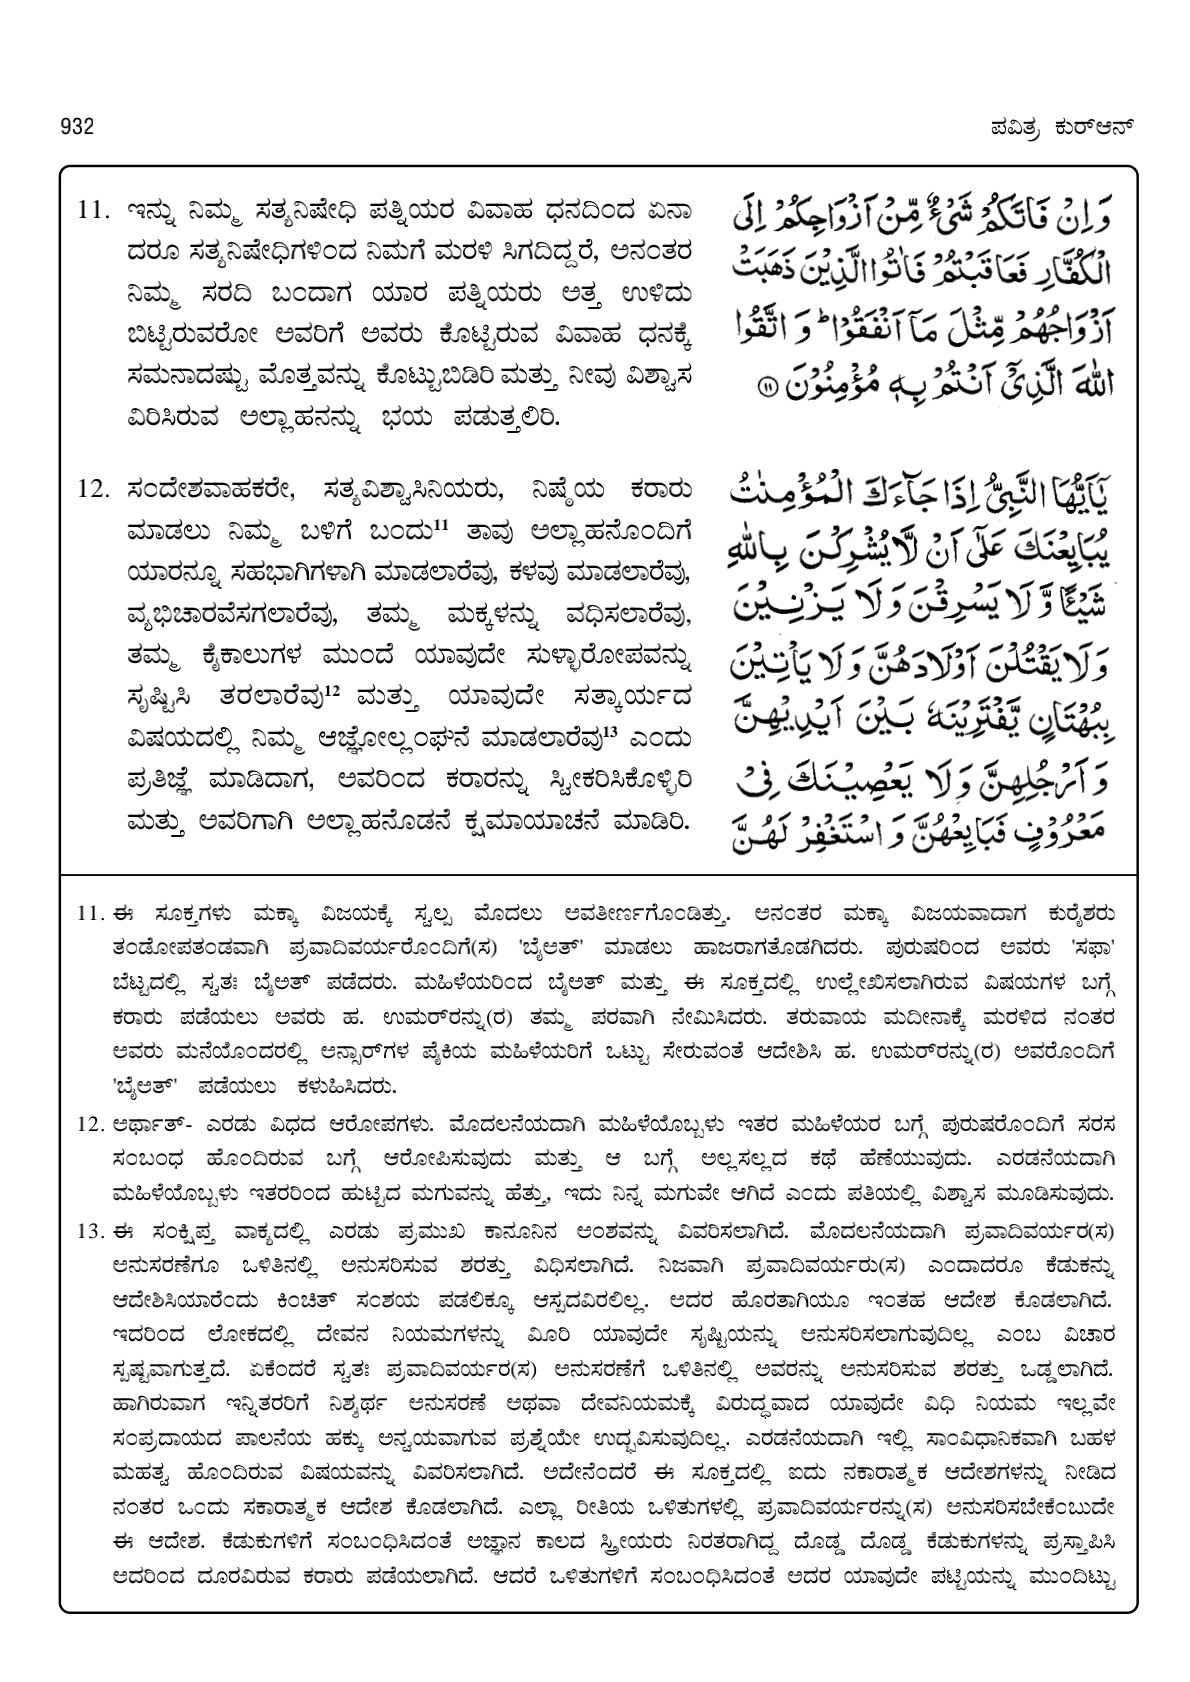 932
ಪವಿತ್ರ ಕುರ್‌ಆನ್
11. ಇನ್ನು ನಿಮ್ಮ ಸತ್ಯನಿಷೇಧಿ ಪತ್ನಿಯರ ವಿವಾಹ ಧನದಿಂದ ಏನಾ
ದರೂ ಸತ್ಯನಿಷೇಧಿಗಳಿಂದ ನಿಮಗೆ ಮರಳಿ ಸಿಗದಿದ್ದರೆ, ಅನಂತರ
ನಿಮ್ಮ ಸರದಿ ಬಂದಾಗ ಯಾರ ಪತ್ನಿಯರು ಅತ್ತ ಉಳಿದು
ಬಿಟ್ಟಿರುವರೋ ಅವರಿಗೆ ಅವರು ಕೊಟ್ಟಿರುವ ವಿವಾಹ ಧನಕ್ಕೆ
ಸಮನಾದಷ್ಟು ಮೊತ್ತವನ್ನು ಕೊಟ್ಟುಬಿಡಿರಿ ಮತ್ತು ನೀವು ವಿಶ್ವಾಸ
ವಿರಿಸಿರುವ ಅಲ್ಲಾಹನನ್ನು ಭಯ ಪಡುತ್ತಲಿರಿ.
وَاِنْ فَاتَكُمْ شَىْءٌ مِّنْ اَزْوَاجِكُمْ اِلَى
الْكُفَّارِ فَعَاقَبْتُمْ فَاٰتُوا الَّذِيْنَ ذَهَبَتْ
اَزْوَاجُهُمْ مِّثْلَ مَاۤ اَنْفَقُوْا ؕ وَ اتَّقُوا
اللّٰهَ الَّذِىْۤ اَنْتُمْ بِهٖ مُؤْمِنُوْنَ ۝۱۱
12. ಸಂದೇಶವಾಹಕರೇ, ಸತ್ಯವಿಶ್ವಾಸಿನಿಯರು, ನಿಷ್ಠೆಯ ಕರಾರು
ಮಾಡಲು ನಿಮ್ಮ ಬಳಿಗೆ ಬಂದು¹¹ ತಾವು ಅಲ್ಲಾಹನೊಂದಿಗೆ
ಯಾರನ್ನೂ ಸಹಭಾಗಿಗಳಾಗಿ ಮಾಡಲಾರೆವು, ಕಳವು ಮಾಡಲಾರೆವು,
ವ್ಯಭಿಚಾರವೆಸಗಲಾರೆವು, ತಮ್ಮ ಮಕ್ಕಳನ್ನು ವಧಿಸಲಾರೆವು,
ತಮ್ಮ ಕೈಕಾಲುಗಳ ಮುಂದೆ ಯಾವುದೇ ಸುಳ್ಳಾರೋಪವನ್ನು
ಸೃಷ್ಟಿಸಿ ತರಲಾರೆವು¹² ಮತ್ತು ಯಾವುದೇ ಸತ್ಕಾರ್ಯದ
ವಿಷಯದಲ್ಲಿ ನಿಮ್ಮ ಆಜ್ಞೋಲ್ಲಂಘನೆ ಮಾಡಲಾರೆವು¹³ ಎಂದು
ಪ್ರತಿಜ್ಞೆ ಮಾಡಿದಾಗ, ಅವರಿಂದ ಕರಾರನ್ನು ಸ್ವೀಕರಿಸಿಕೊಳ್ಳಿರಿ
ಮತ್ತು ಅವರಿಗಾಗಿ ಅಲ್ಲಾಹನೊಡನೆ ಕ್ಷಮಾಯಾಚನೆ ಮಾಡಿರಿ.
يٰۤاَيُّهَا النَّبِىُّ اِذَا جَآءَكَ الْمُؤْمِنٰتُ
يُبَايِعْنَكَ عَلٰٓى اَنْ لَّا يُشْرِكْنَ بِاللّٰهِ
شَيْئًا وَّ لَا يَسْرِقْنَ وَ لَا يَزْنِيْنَ
وَلَا يَقْتُلْنَ اَوْلَادَهُنَّ وَلَا يَاْتِيْنَ
بِبُهْتَانٍ يَّفْتَرِيْنَهٗ بَيْنَ اَيْدِيْهِنَّ
وَ اَرْجُلِهِنَّ وَ لَا يَعْصِيْنَكَ فِىْ
مَعْرُوْفٍ فَبَايِعْهُنَّ وَ اسْتَغْفِرْ لَهُنَّ
11. ಈ ಸೂಕ್ತಗಳು ಮಕ್ಕಾ ವಿಜಯಕ್ಕೆ ಸ್ವಲ್ಪ ಮೊದಲು ಅವತೀರ್ಣಗೊಂಡಿತ್ತು. ಅನಂತರ ಮಕ್ಕಾ ವಿಜಯವಾದಾಗ ಕುರೈಶರು
ತಂಡೋಪತಂಡವಾಗಿ ಪ್ರವಾದಿವರ್ಯರೊಂದಿಗೆ(ಸ) 'ಬೈಅತ್' ಮಾಡಲು ಹಾಜರಾಗತೊಡಗಿದರು. ಪುರುಷರಿಂದ ಅವರು 'ಸಫಾ'
ಬೆಟ್ಟದಲ್ಲಿ ಸ್ವತಃ ಬೈಅತ್ ಪಡೆದರು. ಮಹಿಳೆಯರಿಂದ ಬೈಅತ್ ಮತ್ತು ಈ ಸೂಕ್ತದಲ್ಲಿ ಉಲ್ಲೇಖಿಸಲಾಗಿರುವ ವಿಷಯಗಳ ಬಗ್ಗೆ
ಕರಾರು ಪಡೆಯಲು ಅವರು ಹ. ಉಮರ್‌ರನ್ನು(ರ) ತಮ್ಮ ಪರವಾಗಿ ನೇಮಿಸಿದರು. ತರುವಾಯ ಮದೀನಾಕ್ಕೆ ಮರಳಿದ ನಂತರ
ಅವರು ಮನೆಯೊಂದರಲ್ಲಿ ಅನ್ಸಾರ್‌ಗಳ ಪೈಕಿಯ ಮಹಿಳೆಯರಿಗೆ ಒಟ್ಟು ಸೇರುವಂತೆ ಆದೇಶಿಸಿ ಹ. ಉಮರ್‌ರನ್ನು(ರ) ಅವರೊಂದಿಗೆ
'ಬೈಅತ್' ಪಡೆಯಲು ಕಳುಹಿಸಿದರು.
12. ಅರ್ಥಾತ್- ಎರಡು ವಿಧದ ಆರೋಪಗಳು. ಮೊದಲನೆಯದಾಗಿ ಮಹಿಳೆಯೊಬ್ಬಳು ಇತರ ಮಹಿಳೆಯರ ಬಗ್ಗೆ ಪುರುಷರೊಂದಿಗೆ ಸರಸ
ಸಂಬಂಧ ಹೊಂದಿರುವ ಬಗ್ಗೆ ಆರೋಪಿಸುವುದು ಮತ್ತು ಆ ಬಗ್ಗೆ ಅಲ್ಲಸಲ್ಲದ ಕಥೆ ಹೆಣೆಯುವುದು. ಎರಡನೆಯದಾಗಿ
ಮಹಿಳೆಯೊಬ್ಬಳು ಇತರರಿಂದ ಹುಟ್ಟಿದ ಮಗುವನ್ನು ಹೆತ್ತು, ಇದು ನಿನ್ನ ಮಗುವೇ ಆಗಿದೆ ಎಂದು ಪತಿಯಲ್ಲಿ ವಿಶ್ವಾಸ ಮೂಡಿಸುವುದು.
13. ಈ ಸಂಕ್ಷಿಪ್ತ ವಾಕ್ಯದಲ್ಲಿ ಎರಡು ಪ್ರಮುಖ ಕಾನೂನಿನ ಅಂಶವನ್ನು ವಿವರಿಸಲಾಗಿದೆ. ಮೊದಲನೆಯದಾಗಿ ಪ್ರವಾದಿವರ್ಯರ(ಸ)
ಅನುಸರಣೆಗೂ ಒಳಿತಿನಲ್ಲಿ ಅನುಸರಿಸುವ ಶರತ್ತು ವಿಧಿಸಲಾಗಿದೆ. ನಿಜವಾಗಿ ಪ್ರವಾದಿವರ್ಯರು(ಸ) ಎಂದಾದರೂ ಕೆಡುಕನ್ನು
ಆದೇಶಿಸಿಯಾರೆಂದು ಕಿಂಚಿತ್ ಸಂಶಯ ಪಡಲಿಕ್ಕೂ ಆಸ್ಪದವಿರಲಿಲ್ಲ. ಅದರ ಹೊರತಾಗಿಯೂ ಇಂತಹ ಆದೇಶ ಕೊಡಲಾಗಿದೆ.
ಇದರಿಂದ ಲೋಕದಲ್ಲಿ ದೇವನ ನಿಯಮಗಳನ್ನು ಮೀರಿ ಯಾವುದೇ ಸೃಷ್ಟಿಯನ್ನು ಅನುಸರಿಸಲಾಗುವುದಿಲ್ಲ ಎಂಬ ವಿಚಾರ
ಸ್ಪಷ್ಟವಾಗುತ್ತದೆ. ಏಕೆಂದರೆ ಸ್ವತಃ ಪ್ರವಾದಿವರ್ಯರ(ಸ) ಅನುಸರಣೆಗೆ ಒಳಿತಿನಲ್ಲಿ ಅವರನ್ನು ಅನುಸರಿಸುವ ಶರತ್ತು ಒಡ್ಡಲಾಗಿದೆ.
ಹಾಗಿರುವಾಗ ಇನ್ನಿತರರಿಗೆ ನಿಶ್ಶರ್ಥ ಅನುಸರಣೆ ಅಥವಾ ದೇವನಿಯಮಕ್ಕೆ ವಿರುದ್ಧವಾದ ಯಾವುದೇ ವಿಧಿ ನಿಯಮ ಇಲ್ಲವೇ
ಸಂಪ್ರದಾಯದ ಪಾಲನೆಯ ಹಕ್ಕು ಅನ್ವಯವಾಗುವ ಪ್ರಶ್ನೆಯೇ ಉದ್ಭವಿಸುವುದಿಲ್ಲ. ಎರಡನೆಯದಾಗಿ ಇಲ್ಲಿ ಸಾಂವಿಧಾನಿಕವಾಗಿ ಬಹಳ
ಮಹತ್ವ ಹೊಂದಿರುವ ವಿಷಯವನ್ನು ವಿವರಿಸಲಾಗಿದೆ. ಅದೇನೆಂದರೆ ಈ ಸೂಕ್ತದಲ್ಲಿ ಐದು ನಕಾರಾತ್ಮಕ ಆದೇಶಗಳನ್ನು ನೀಡಿದ
ನಂತರ ಒಂದು ಸಕಾರಾತ್ಮಕ ಆದೇಶ ಕೊಡಲಾಗಿದೆ. ಎಲ್ಲಾ ರೀತಿಯ ಒಳಿತುಗಳಲ್ಲಿ ಪ್ರವಾದಿವರ್ಯರನ್ನು(ಸ) ಅನುಸರಿಸಬೇಕೆಂಬುದೇ
ಈ ಆದೇಶ. ಕೆಡುಕುಗಳಿಗೆ ಸಂಬಂಧಿಸಿದಂತೆ ಅಜ್ಞಾನ ಕಾಲದ ಸ್ತ್ರೀಯರು ನಿರತರಾಗಿದ್ದ ದೊಡ್ಡ ದೊಡ್ಡ ಕೆಡುಕುಗಳನ್ನು ಪ್ರಸ್ತಾಪಿಸಿ
ಅದರಿಂದ ದೂರವಿರುವ ಕರಾರು ಪಡೆಯಲಾಗಿದೆ. ಆದರೆ ಒಳಿತುಗಳಿಗೆ ಸಂಬಂಧಿಸಿದಂತೆ ಅದರ ಯಾವುದೇ ಪಟ್ಟಿಯನ್ನು ಮುಂದಿಟ್ಟು